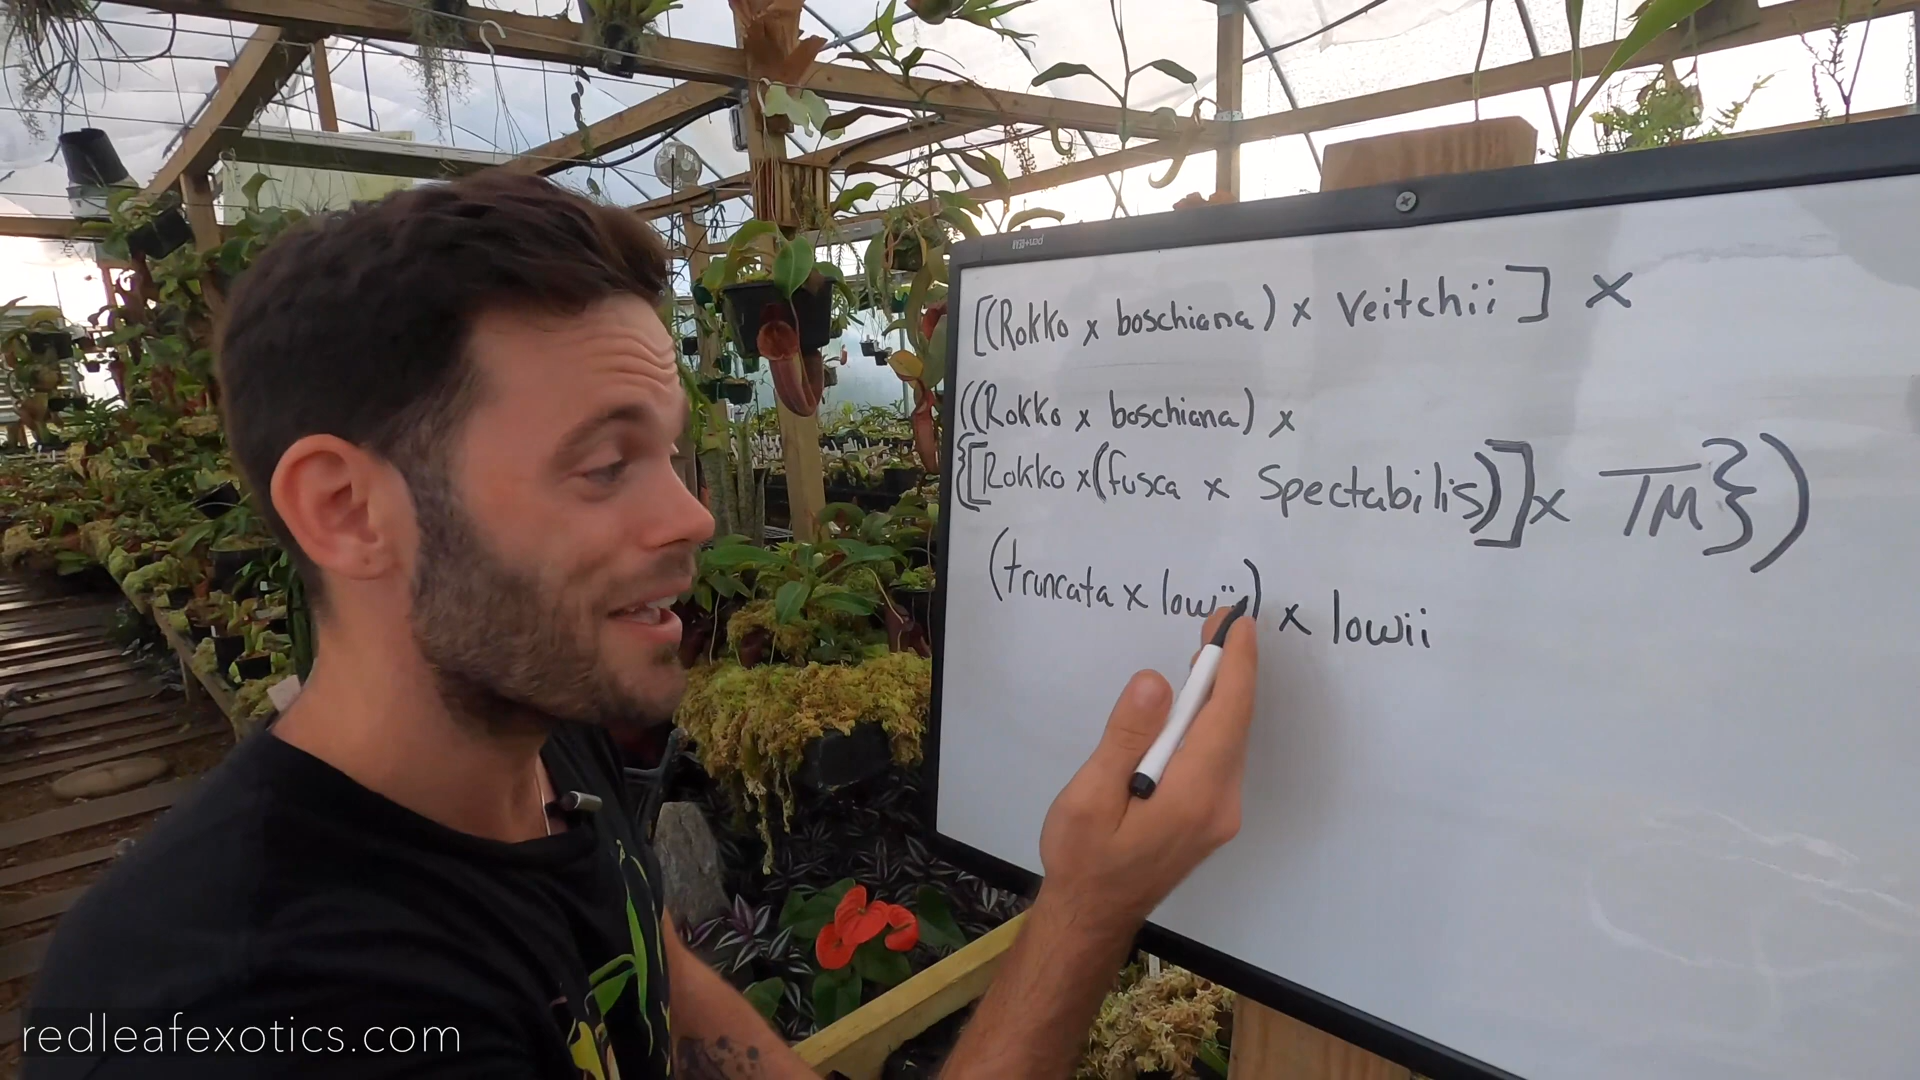 [(Rokko x boschiana) x Veitchii] x
((Rokko x boschiana) x
{[Rokko x (fusca x Spectabilis)] x TM})
(truncata x lowii) x lowii
redleafexotics.com